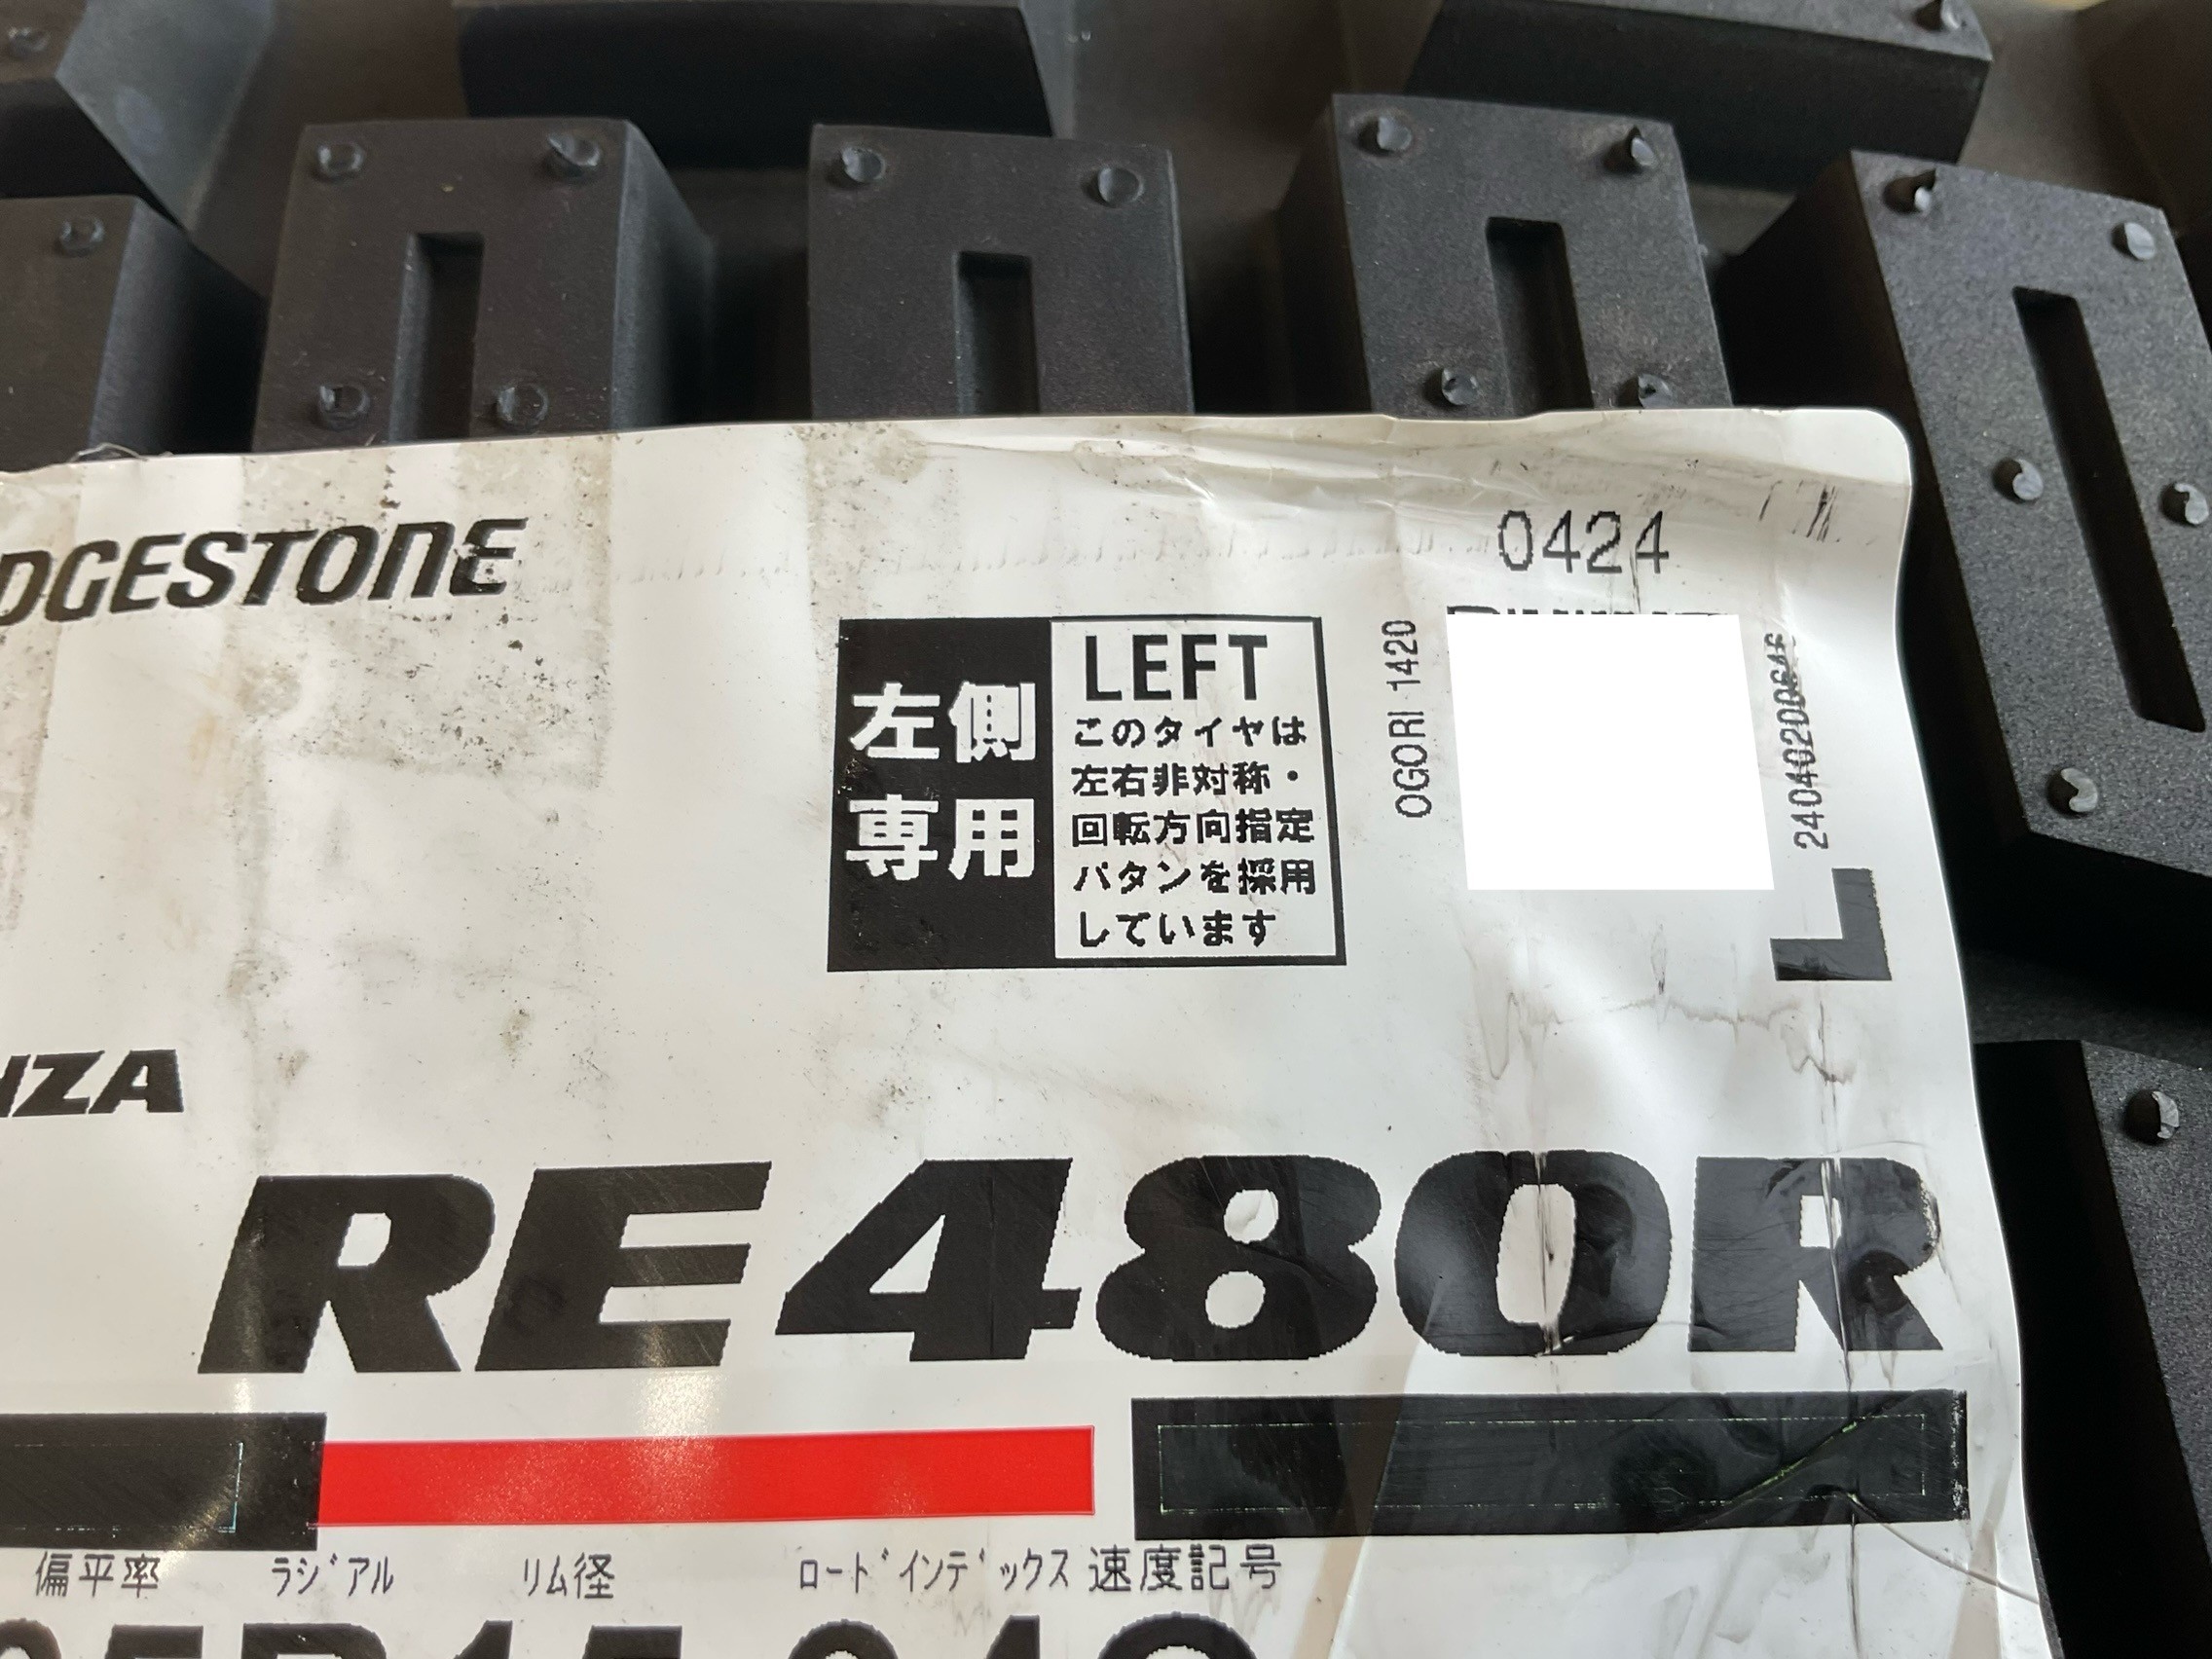 DGESTONE
0424
左側
専用
LEFT
このタイヤは
左右非対称・
回転方向指定
パタンを採用
しています
OGORI 1420
L
NZA
RE480R
偏平率 ラジアル リム径 ロードインデックス 速度記号